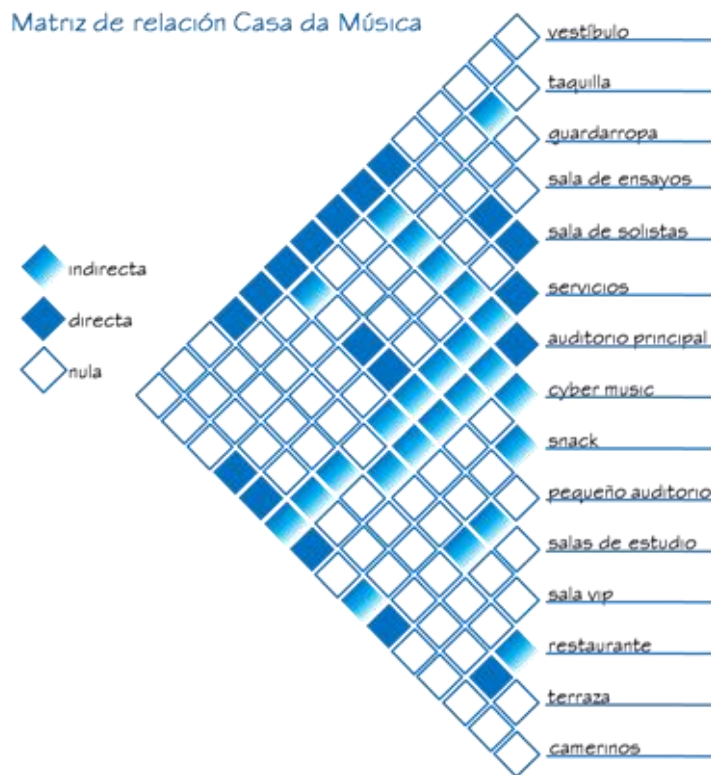 Matriz de relación Casa da Música
vestíbulo
taquilla
guardarropa
sala de ensayos
sala de solistas
servicios
auditorio principal
cyber music
snack
pequeño auditorio
salas de estudio
sala vip
restaurante
terraza
camerinos
indirecta
directa
nula